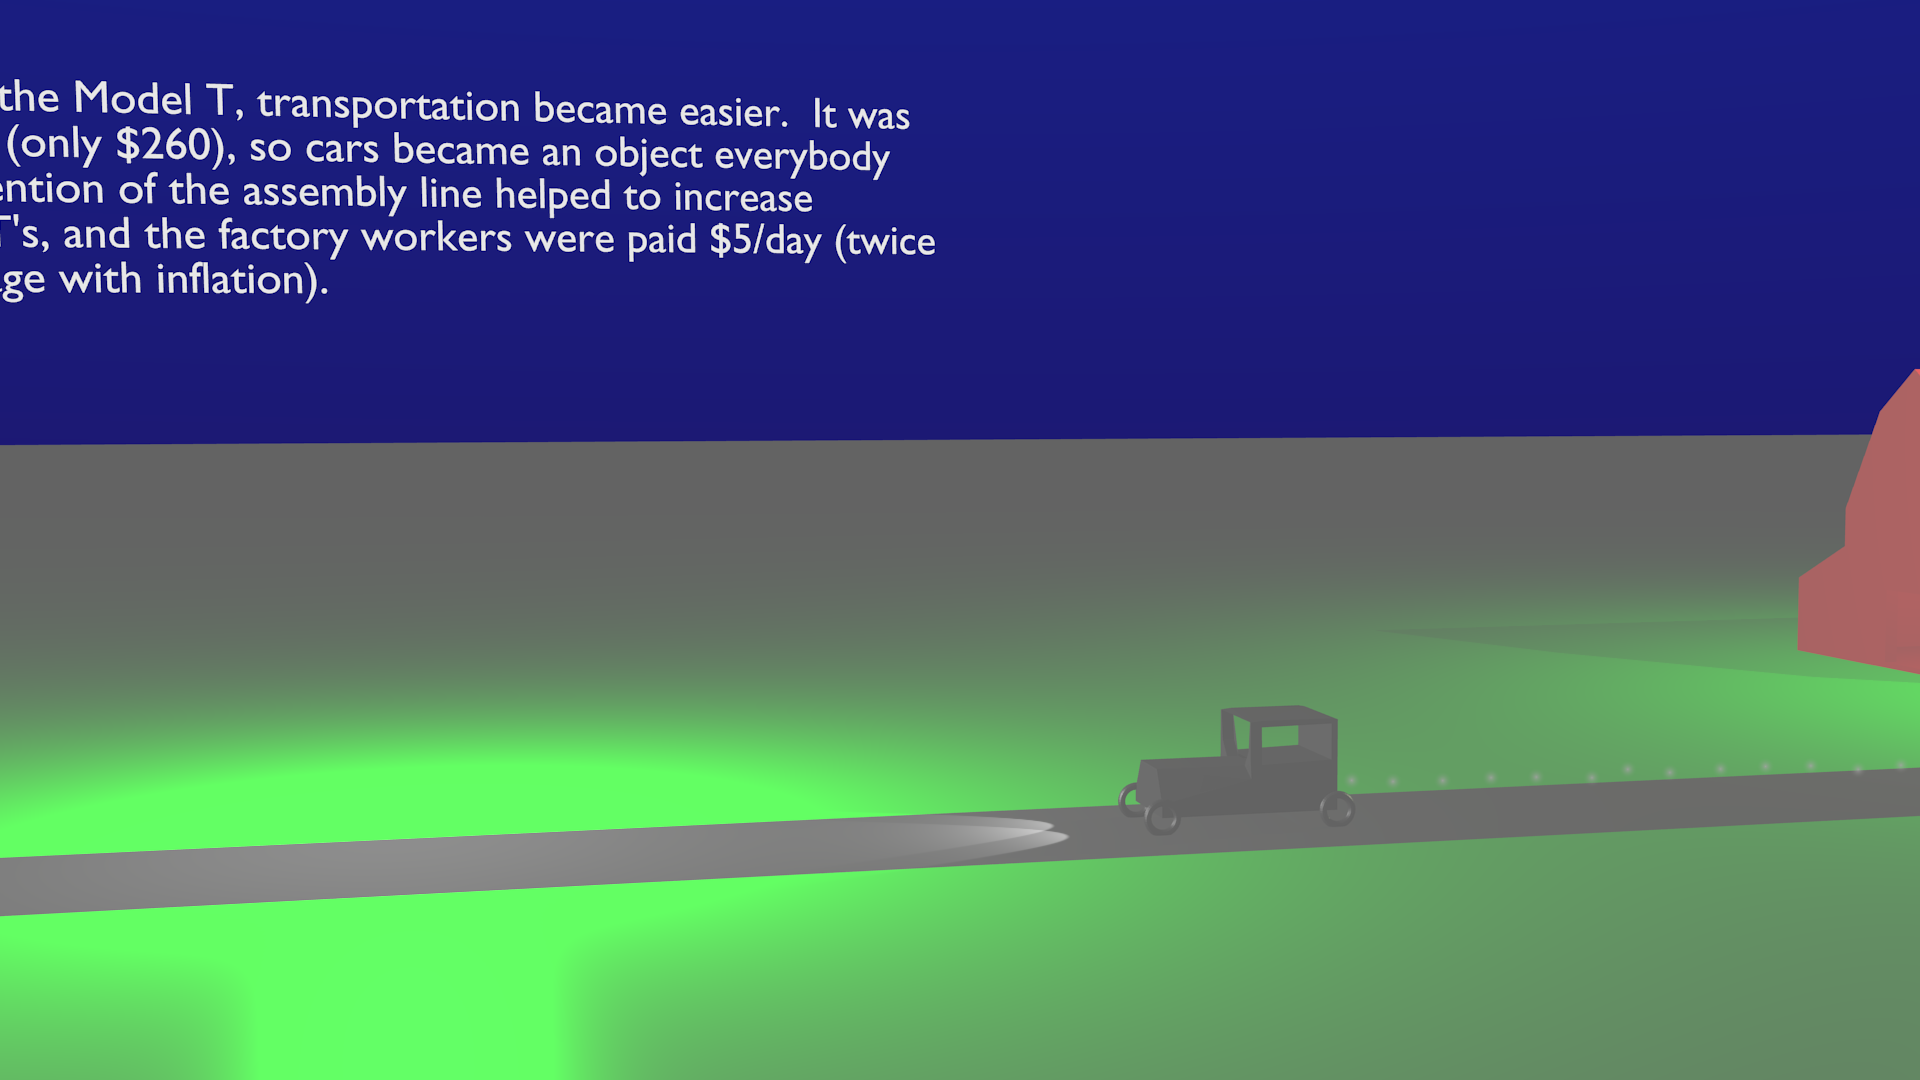 the Model T, transportation became easier.  It was
(only $260), so cars became an object everybody
ention of the assembly line helped to increase
T's, and the factory workers were paid $5/day (twice
ge with inflation).